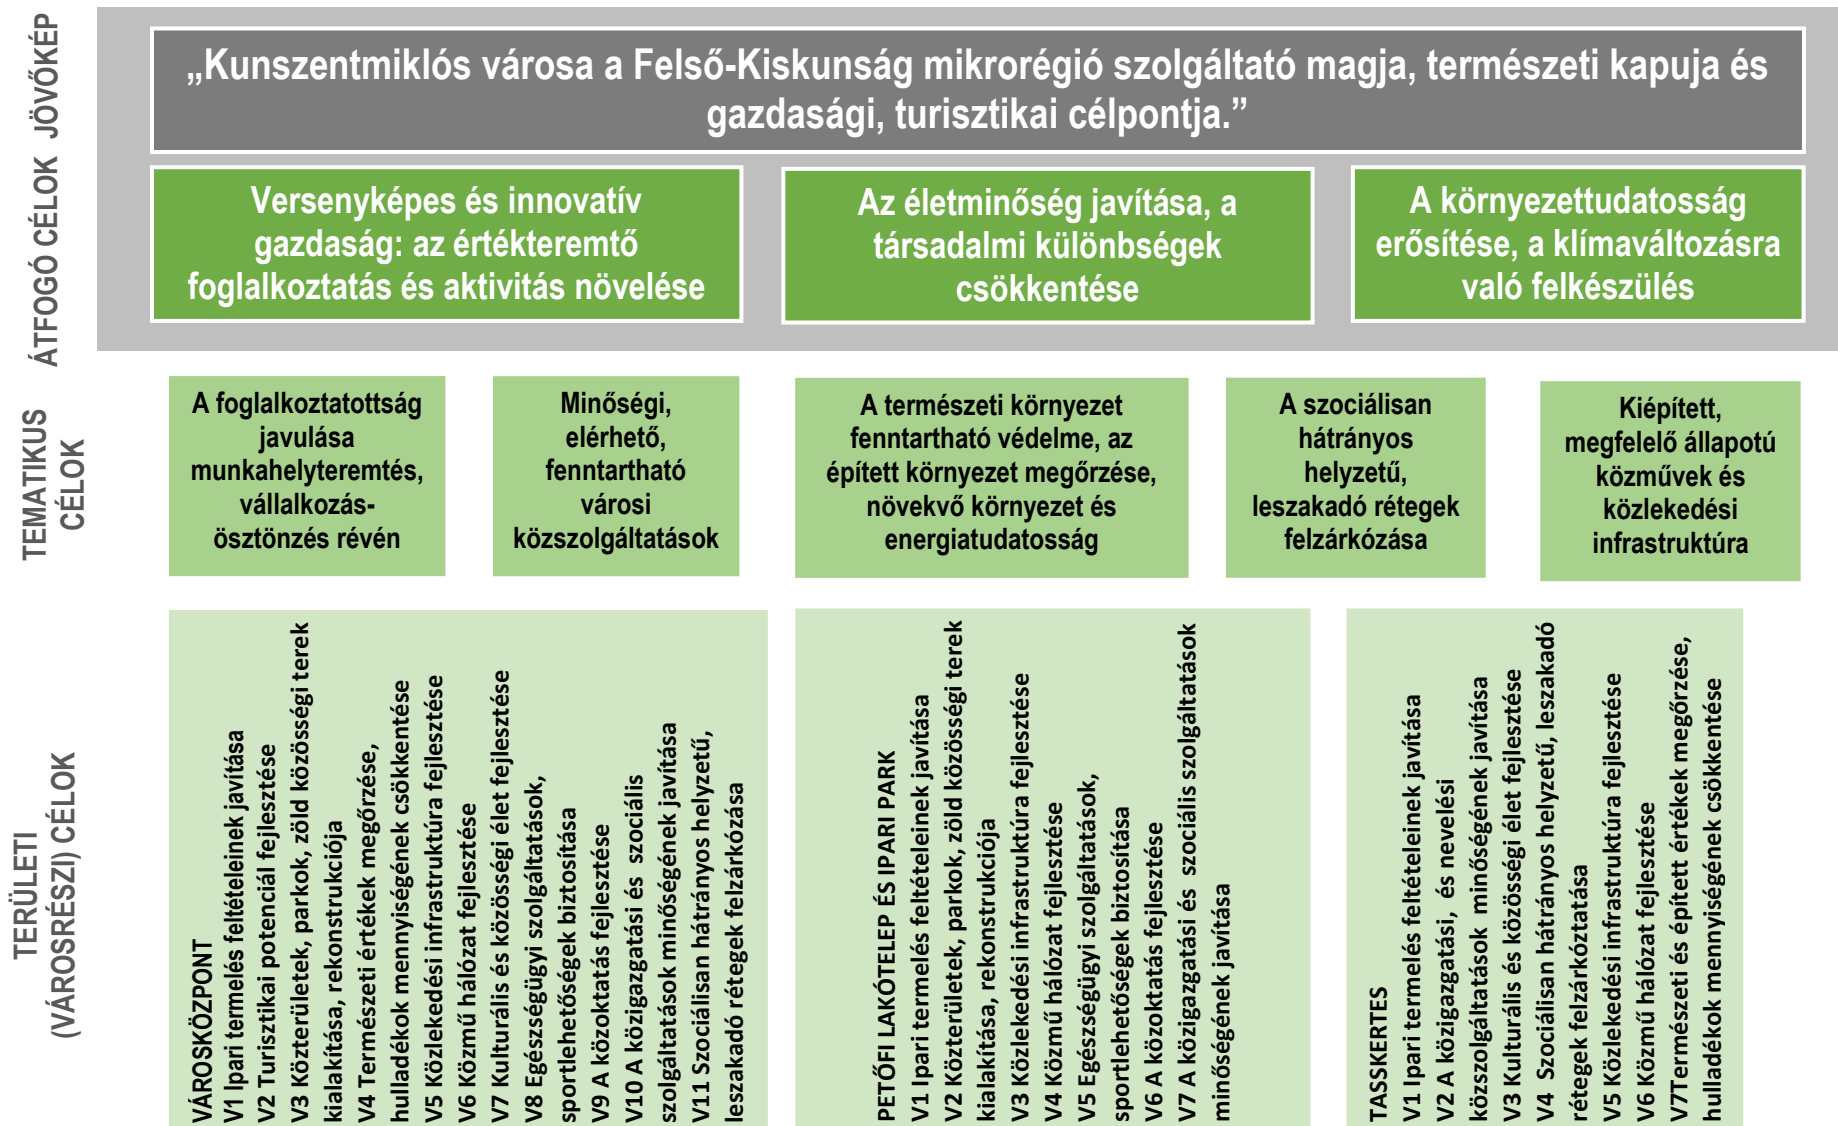 JÖVŐKÉP
„Kunszentmiklós városa a Felső-Kiskunság mikrorégió szolgáltató magja, természeti kapuja és
gazdasági, turisztikai célpontja.”
ÁTFOGÓ CÉLOK
Versenyképes és innovatív
gazdaság: az értékteremtő
foglalkoztatás és aktivitás növelése
Az életminőség javítása, a
társadalmi különbségek
csökkentése
A környezettudatosság
erősítése, a klímaváltozásra
való felkészülés
TEMATIKUS
CÉLOK
A foglalkoztatottság
javulása
munkahelyteremtés,
vállalkozás-
ösztönzés révén
Minőségi,
elérhető,
fenntartható
városi
közszolgáltatások
A természeti környezet
fenntartható védelme, az
épített környezet megőrzése,
növekvő környezet és
energiatudatosság
A szociálisan
hátrányos
helyzetű,
leszakadó rétegek
felzárkózása
Kiépített,
megfelelő állapotú
közművek és
közlekedési
infrastruktúra
TERÜLETI
(VÁROSRÉSZI) CÉLOK
VÁROSKÖZPONT
V1 Ipari termelés feltételeinek javítása
V2 Turisztikai potenciál fejlesztése
V3 Közterületek, parkok, zöld közösségi terek
kialakítása, rekonstrukciója
V4 Természeti értékek megőrzése,
hulladékok mennyiségének csökkentése
V5 Közlekedési infrastruktúra fejlesztése
V6 Közmű hálózat fejlesztése
V7 Kulturális és közösségi élet fejlesztése
V8 Egészségügyi szolgáltatások,
sportlehetőségek biztosítása
V9 A közoktatás fejlesztése
V10 A közigazgatási és szociális
szolgáltatások minőségének javítása
V11 Szociálisan hátrányos helyzetű,
leszakadó rétegek felzárkózása
PETŐFI LAKÓTELEP ÉS IPARI PARK
V1 Ipari termelés feltételeinek javítása
V2 Közterületek, parkok, zöld közösségi terek
kialakítása, rekonstrukciója
V3 Közlekedési infrastruktúra fejlesztése
V4 Közmű hálózat fejlesztése
V5 Egészségügyi szolgáltatások,
sportlehetőségek biztosítása
V6 A közoktatás fejlesztése
V7 A közigazgatási és szociális szolgáltatások
minőségének javítása
TASSKERTES
V1 Ipari termelés feltételeinek javítása
V2 A közigazgatási, és nevelési
közszolgáltatások minőségének javítása
V3 Kulturális és közösségi élet fejlesztése
V4 Szociálisan hátrányos helyzetű, leszakadó
rétegek felzárkóztatása
V5 Közlekedési infrastruktúra fejlesztése
V6 Közmű hálózat fejlesztése
V7Természeti és épített értékek megőrzése,
hulladékok mennyiségének csökkentése